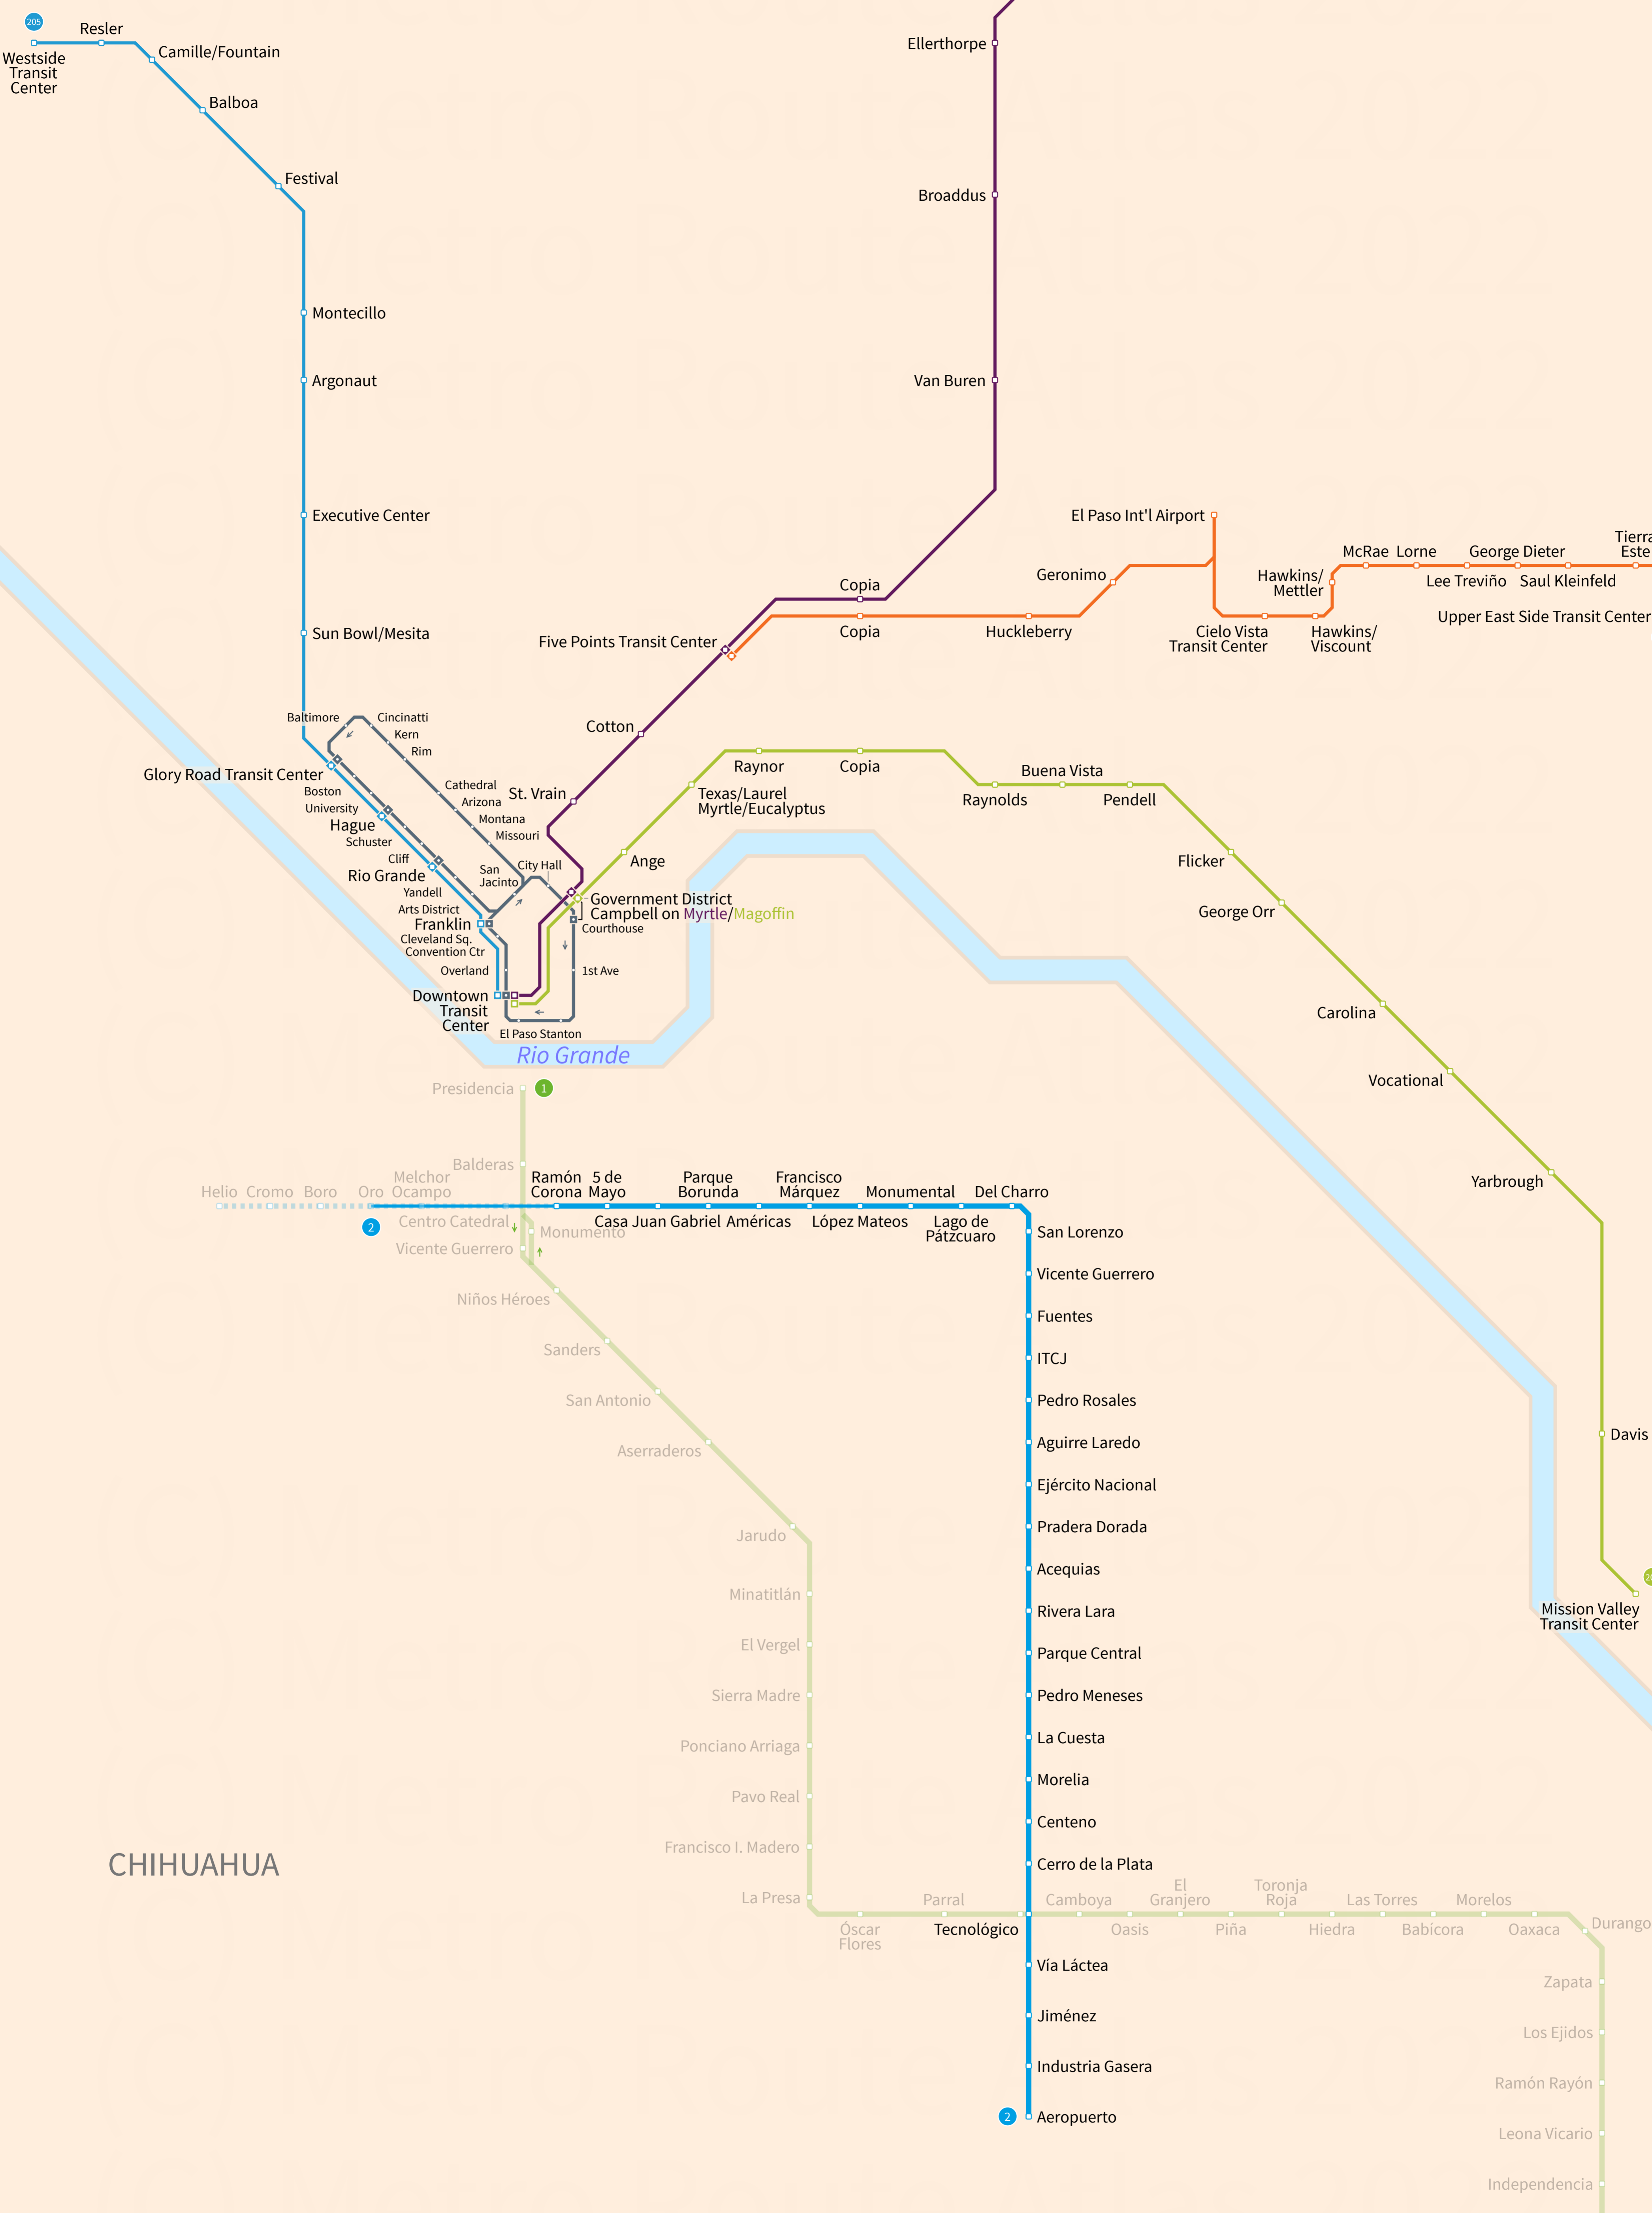 205
Resler
Westside
Transit
Center
Camille/Fountain
Balboa
Festival
Montecillo
Argonaut
Executive Center
Sun Bowl/Mesita
Ellerthorpe
Broaddus
Van Buren
Copia
Five Points Transit Center
Cotton
St. Vrain
El Paso Int'l Airport
Geronimo
Copia
Huckleberry
Cielo Vista
Transit Center
Hawkins/
Viscount
Hawkins/
Mettler
McRae
Lorne
Lee Treviño
George Dieter
Saul Kleinfeld
Tierra
Este
Upper East Side Transit Center
Baltimore
Cincinatti
Kern
Rim
Cathedral
Arizona
Montana
Missouri
Glory Road Transit Center
Boston
University
Hague
Schuster
Cliff
Rio Grande
Yandell
Arts District
Franklin
Cleveland Sq.
Convention Ctr
Overland
Downtown
Transit
Center
San
Jacinto
City Hall
Government District
Campbell on Myrtle/Magoffin
Courthouse
1st Ave
El Paso
Stanton
Raynor
Copia
Texas/Laurel
Myrtle/Eucalyptus
Ange
Raynolds
Buena Vista
Pendell
Flicker
George Orr
Carolina
Vocational
Yarbrough
Davis
Mission Valley
Transit Center
Rio Grande
Presidencia
1
Balderas
Helio
Cromo
Boro
Oro
Melchor
Ocampo
2
Centro Catedral
Monumento
Vicente Guerrero
Niños Héroes
Sanders
San Antonio
Aserraderos
Jarudo
Minatitlán
El Vergel
Sierra Madre
Ponciano Arriaga
Pavo Real
Francisco I. Madero
La Presa
Óscar
Flores
Parral
Tecnológico
Camboya
Oasis
El
Granjero
Piña
Toronja
Roja
Hiedra
Las Torres
Babícora
Morelos
Oaxaca
Durango
Zapata
Los Ejidos
Ramón Rayón
Leona Vicario
Independencia
Ramón
Corona
5 de
Mayo
Casa Juan Gabriel
Parque
Borunda
Américas
Francisco
Márquez
López Mateos
Monumental
Lago de
Pátzcuaro
Del Charro
San Lorenzo
Vicente Guerrero
Fuentes
ITCJ
Pedro Rosales
Aguirre Laredo
Ejército Nacional
Pradera Dorada
Acequias
Rivera Lara
Parque Central
Pedro Meneses
La Cuesta
Morelia
Centeno
Cerro de la Plata
Vía Láctea
Jiménez
Industria Gasera
2
Aeropuerto
CHIHUAHUA